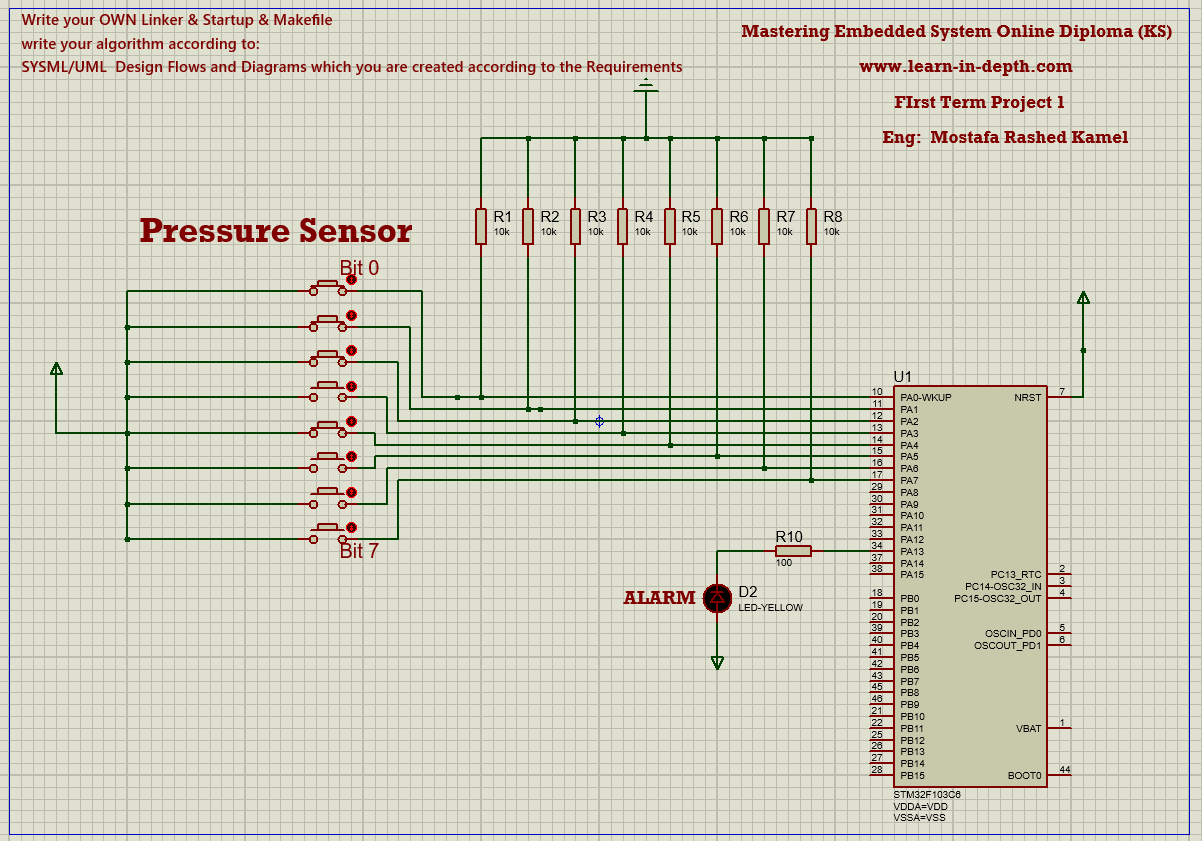 Write your OWN Linker & Startup & Makefile
write your algorithm according to:
SYSML/UML Design Flows and Diagrams which you are created according to the Requirements
Mastering Embedded System Online Diploma (KS)
www.learn-in-depth.com
FIrst Term Project 1
Eng: Mostafa Rashed Kamel
Pressure Sensor
Bit 0
Bit 7
R1
10k
R2
10k
R3
10k
R4
10k
R5
10k
R6
10k
R7
10k
R8
10k
R10
100
ALARM
D2
LED-YELLOW
U1
10 PA0-WKUP
11 PA1
12 PA2
13 PA3
14 PA4
15 PA5
16 PA6
17 PA7
29 PA8
30 PA9
31 PA10
32 PA11
33 PA12
34 PA13
37 PA14
38 PA15
18 PB0
19 PB1
20 PB2
39 PB3
40 PB4
41 PB5
42 PB6
43 PB7
45 PB8
46 PB9
21 PB10
22 PB11
25 PB12
26 PB13
27 PB14
28 PB15
NRST 7
PC13_RTC 2
PC14-OSC32_IN 3
PC15-OSC32_OUT 4
OSCIN_PD0 5
OSCOUT_PD1 6
VBAT 1
BOOT0 44
STM32F103C6
VDDA=VDD
VSSA=VSS